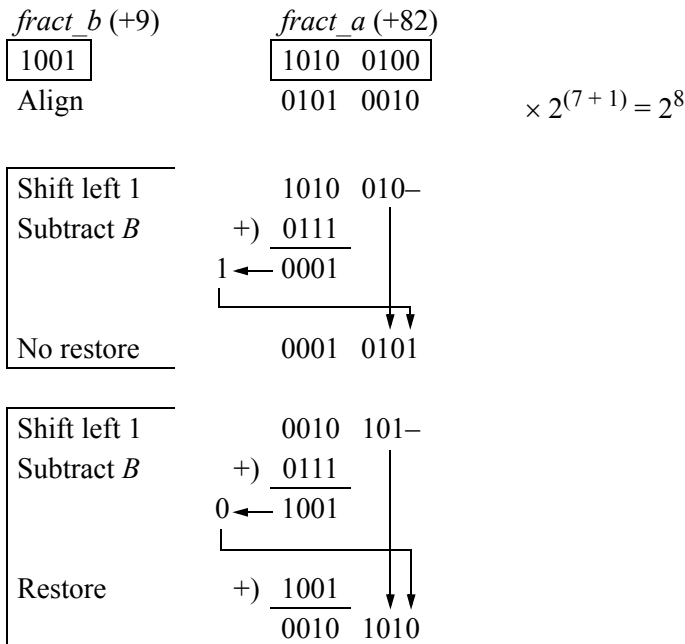 fract_b (+9) fract_a (+82)
1001 1010 0100
Align 0101 0010 × 2^(7 + 1) = 2^8
Shift left 1 1010 010–
Subtract B +) 0111
1 0001
No restore 0001 0101
Shift left 1 0010 101–
Subtract B +) 0111
0 1001
Restore +) 1001
0010 1010